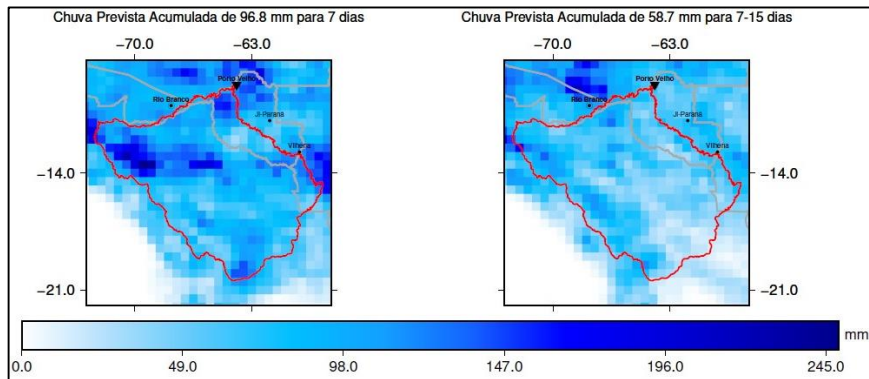 Chuva Prevista Acumulada de 96.8 mm para 7 dias
−70.0 −63.0
Porto Velho
Rio Branco
Ji-Paraná
Vilhena
−14.0
−21.0
Chuva Prevista Acumulada de 58.7 mm para 7-15 dias
−70.0 −63.0
Porto Velho
Rio Branco
Ji-Paraná
Vilhena
−14.0
−21.0
mm
0.0 49.0 98.0 147.0 196.0 245.0